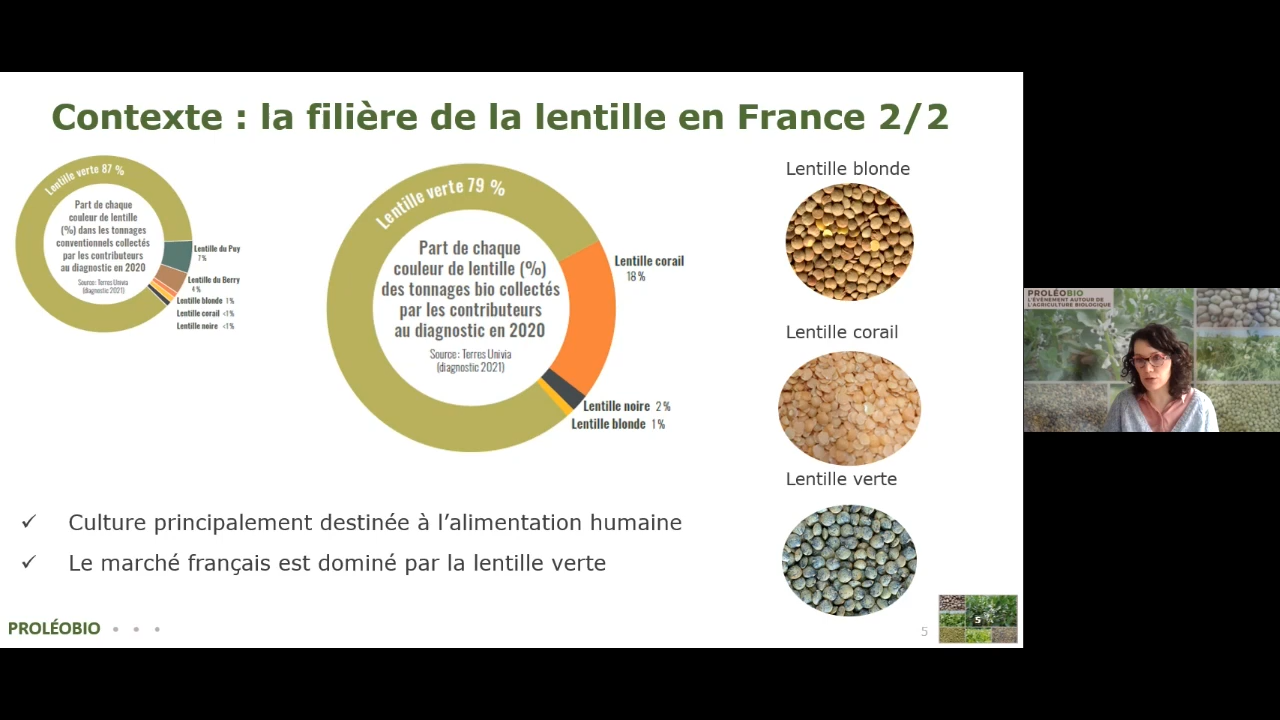 Contexte : la filière de la lentille en France 2/2
Lentille verte 87 %
Part de chaque
couleur de lentille
(%) dans les tonnages
conventionnels collectés
par les contributeurs
au diagnostic en 2020
Source: Terres Univia
(diagnostic 2021)
Lentille du Puy
7%
Lentille du Berry
4%
Lentille blonde 1%
Lentille corail <1%
Lentille noire <1%
Lentille verte 79 %
Part de chaque
couleur de lentille (%)
des tonnages bio collectés
par les contributeurs
au diagnostic en 2020
Source: Terres Univia
(diagnostic 2021)
Lentille corail
18%
Lentille noire 2%
Lentille blonde 1%
Lentille blonde
Lentille corail
Lentille verte
✓ Culture principalement destinée à l’alimentation humaine
✓ Le marché français est dominé par la lentille verte
PROLÉOBIO
5
5
PROLÉOBIO
L'ÉVÉNEMENT AUTOUR DE
L'AGRICULTURE BIOLOGIQUE